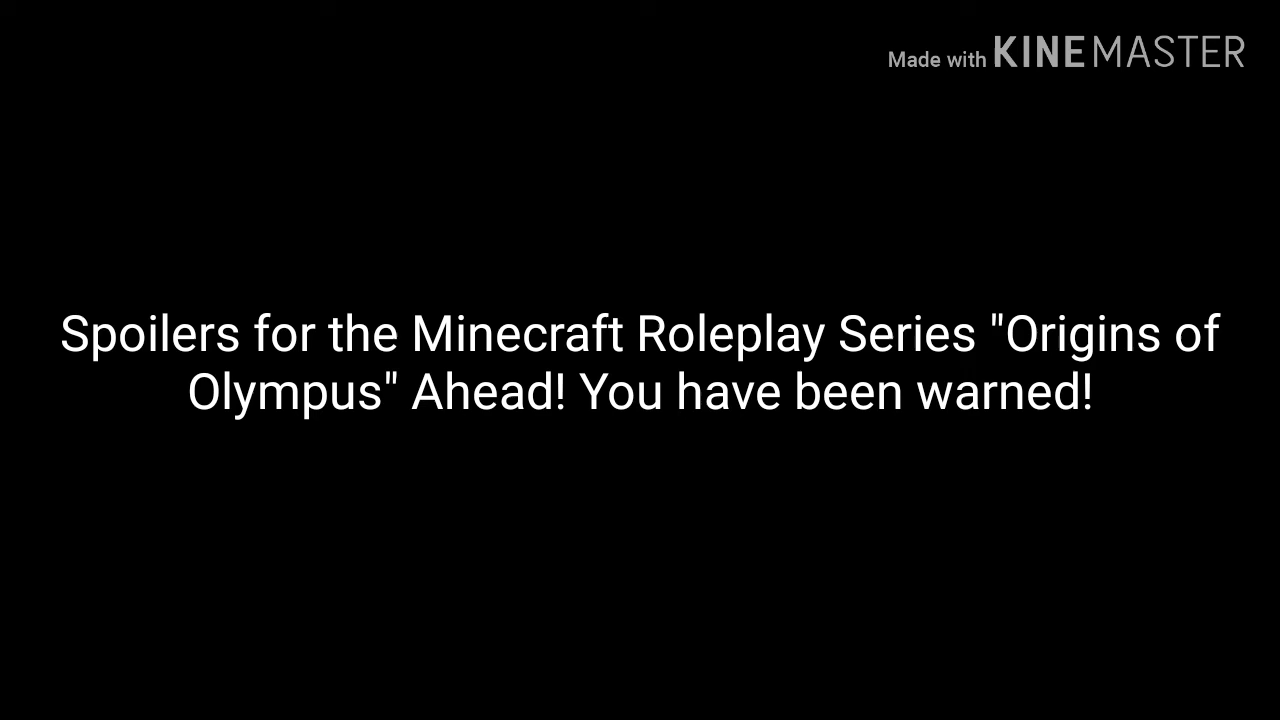 Made with KINEMASTER
Spoilers for the Minecraft Roleplay Series "Origins of
Olympus" Ahead! You have been warned!